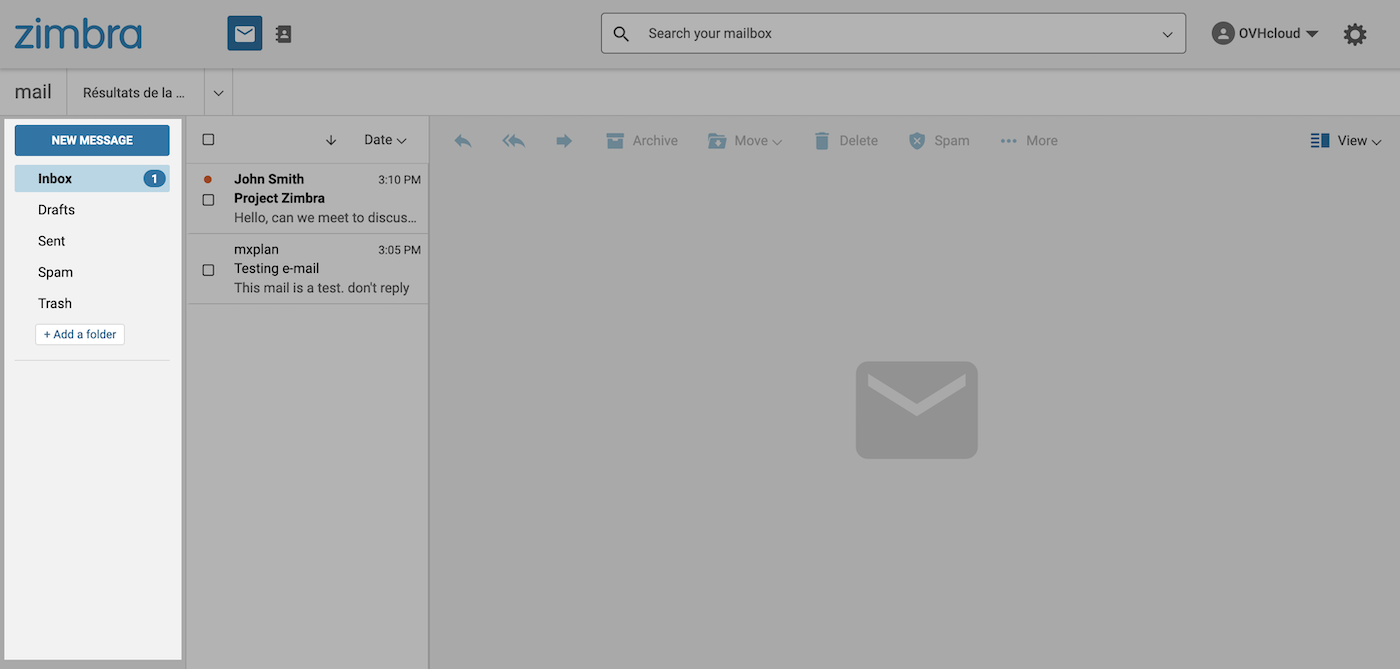 zimbra
Search your mailbox
OVHcloud
mail
Résultats de la ...
NEW MESSAGE
Inbox 1
Drafts
Sent
Spam
Trash
+ Add a folder
Date
John Smith 3:10 PM
Project Zimbra
Hello, can we meet to discus...
mxplan 3:05 PM
Testing e-mail
This mail is a test. don't reply
Archive Move Delete Spam More View